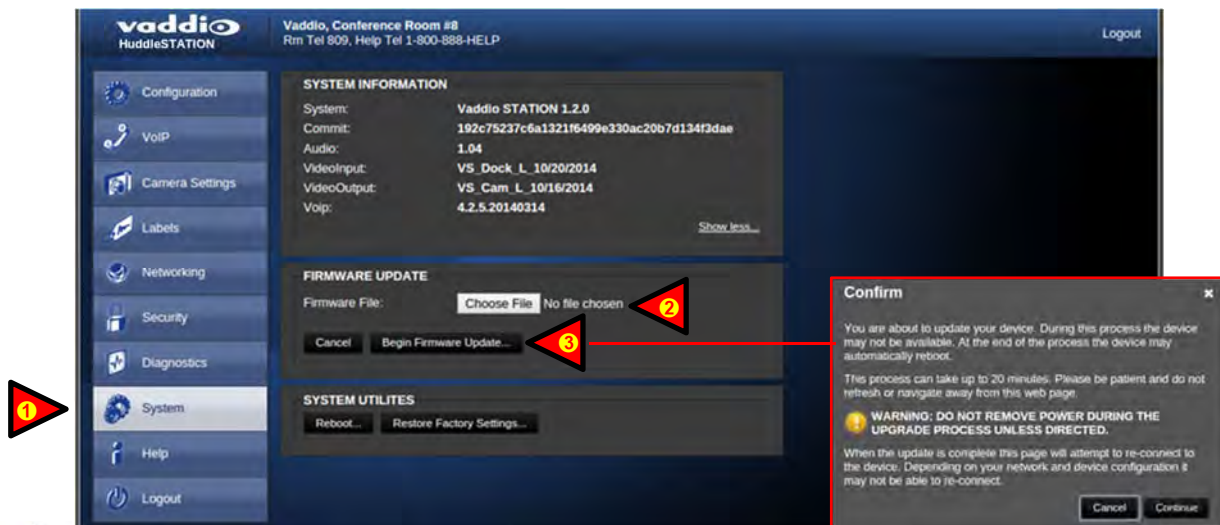 vaddio
HuddleSTATION
Vaddio, Conference Room #8
Rm Tel 809, Help Tel 1-800-888-HELP
Logout
Configuration
VoIP
Camera Settings
Labels
Networking
Security
Diagnostics
1
System
Help
Logout
SYSTEM INFORMATION
System: Vaddio STATION 1.2.0
Commit: 192c75237c6a1321f6499e330ac20b7d134f3dae
Audio: 1.04
VideoInput: VS_Dock_L_10/20/2014
VideoOutput: VS_Cam_L_10/16/2014
Voip: 4.2.5.20140314
Show less...
FIRMWARE UPDATE
Firmware File: Choose File No file chosen 2
Cancel Begin Firmware Update... 3
SYSTEM UTILITES
Reboot... Restore Factory Settings...
Confirm
You are about to update your device. During this process the device
may not be available. At the end of the process the device may
automatically reboot.
This process can take up to 20 minutes. Please be patient and do not
refresh or navigate away from this web page.
WARNING: DO NOT REMOVE POWER DURING THE
UPGRADE PROCESS UNLESS DIRECTED.
When the update is complete this page will attempt to re-connect to
the device. Depending on your network and device configuration it
may not be able to re-connect.
Cancel Continue